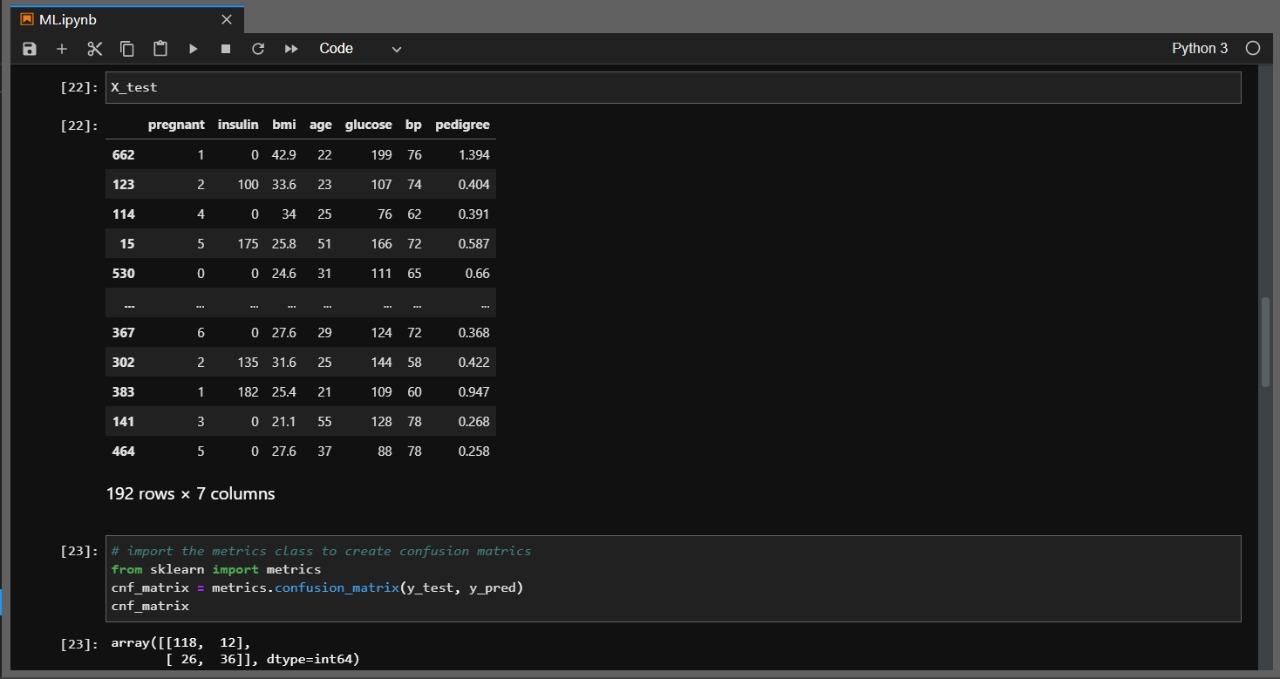 ML.ipynb
Code
Python 3
[22]: X_test
[22]: pregnant insulin bmi age glucose bp pedigree
662 1 0 42.9 22 199 76 1.394
123 2 100 33.6 23 107 74 0.404
114 4 0 34 25 76 62 0.391
15 5 175 25.8 51 166 72 0.587
530 0 0 24.6 31 111 65 0.66
... ... ... ... ... ... ... ...
367 6 0 27.6 29 124 72 0.368
302 2 135 31.6 25 144 58 0.422
383 1 182 25.4 21 109 60 0.947
141 3 0 21.1 55 128 78 0.268
464 5 0 27.6 37 88 78 0.258
192 rows × 7 columns
[23]: # import the metrics class to create confusion matrics
from sklearn import metrics
cnf_matrix = metrics.confusion_matrix(y_test, y_pred)
cnf_matrix
[23]: array([[118, 12],
[ 26, 36]], dtype=int64)